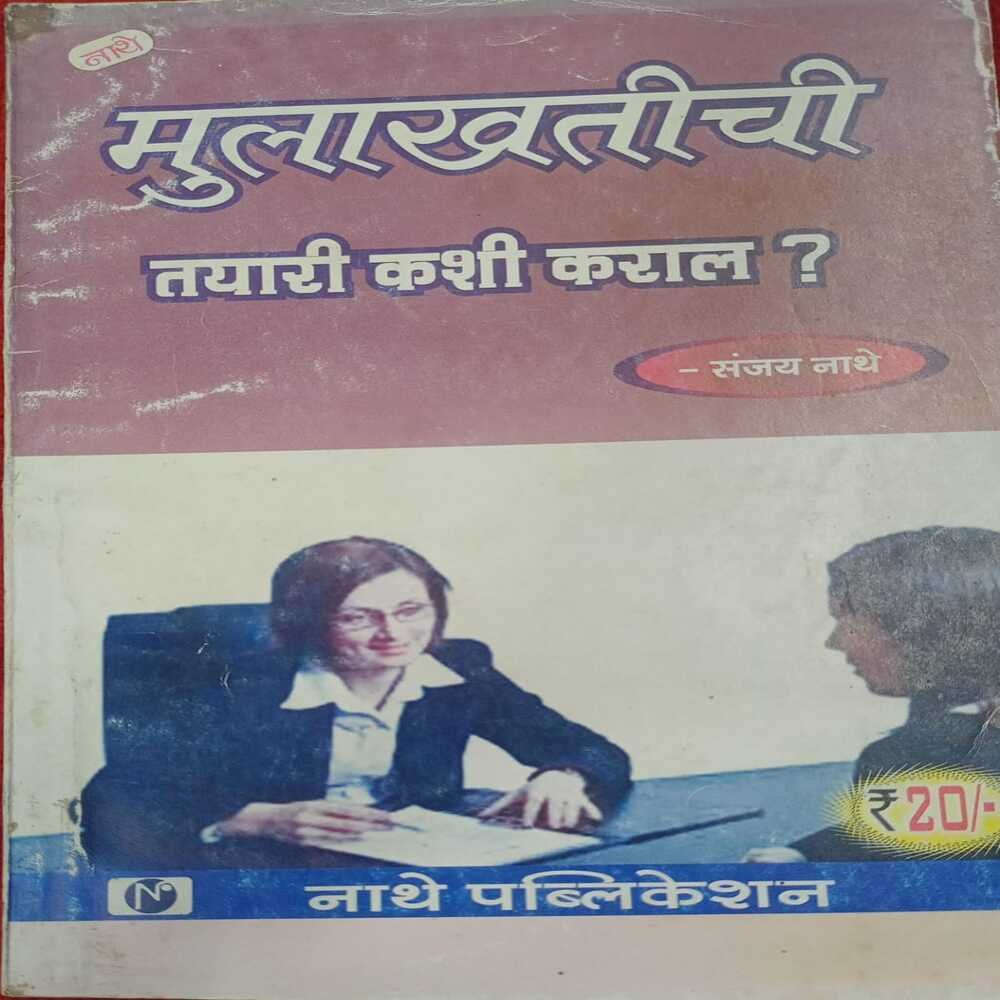 नाथे
मुलाखतीची
तयारी कशी कराल ?
- संजय नाथे
₹ 20/-
N
नाथे पब्लिकेशन